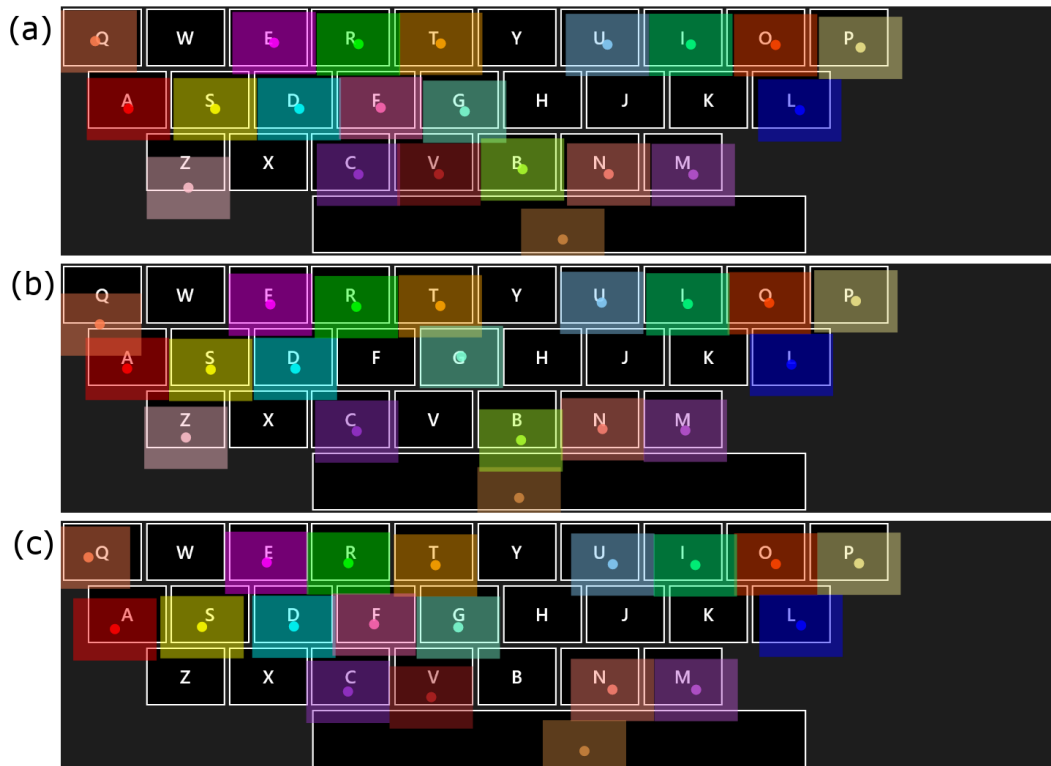 (a)
Q W E R T Y U I O P
A S D F G H J K L
Z X C V B N M
(b)
Q W E R T Y U I O P
A S D F G H J K L
Z X C V B N M
(c)
Q W E R T Y U I O P
A S D F G H J K L
Z X C V B N M